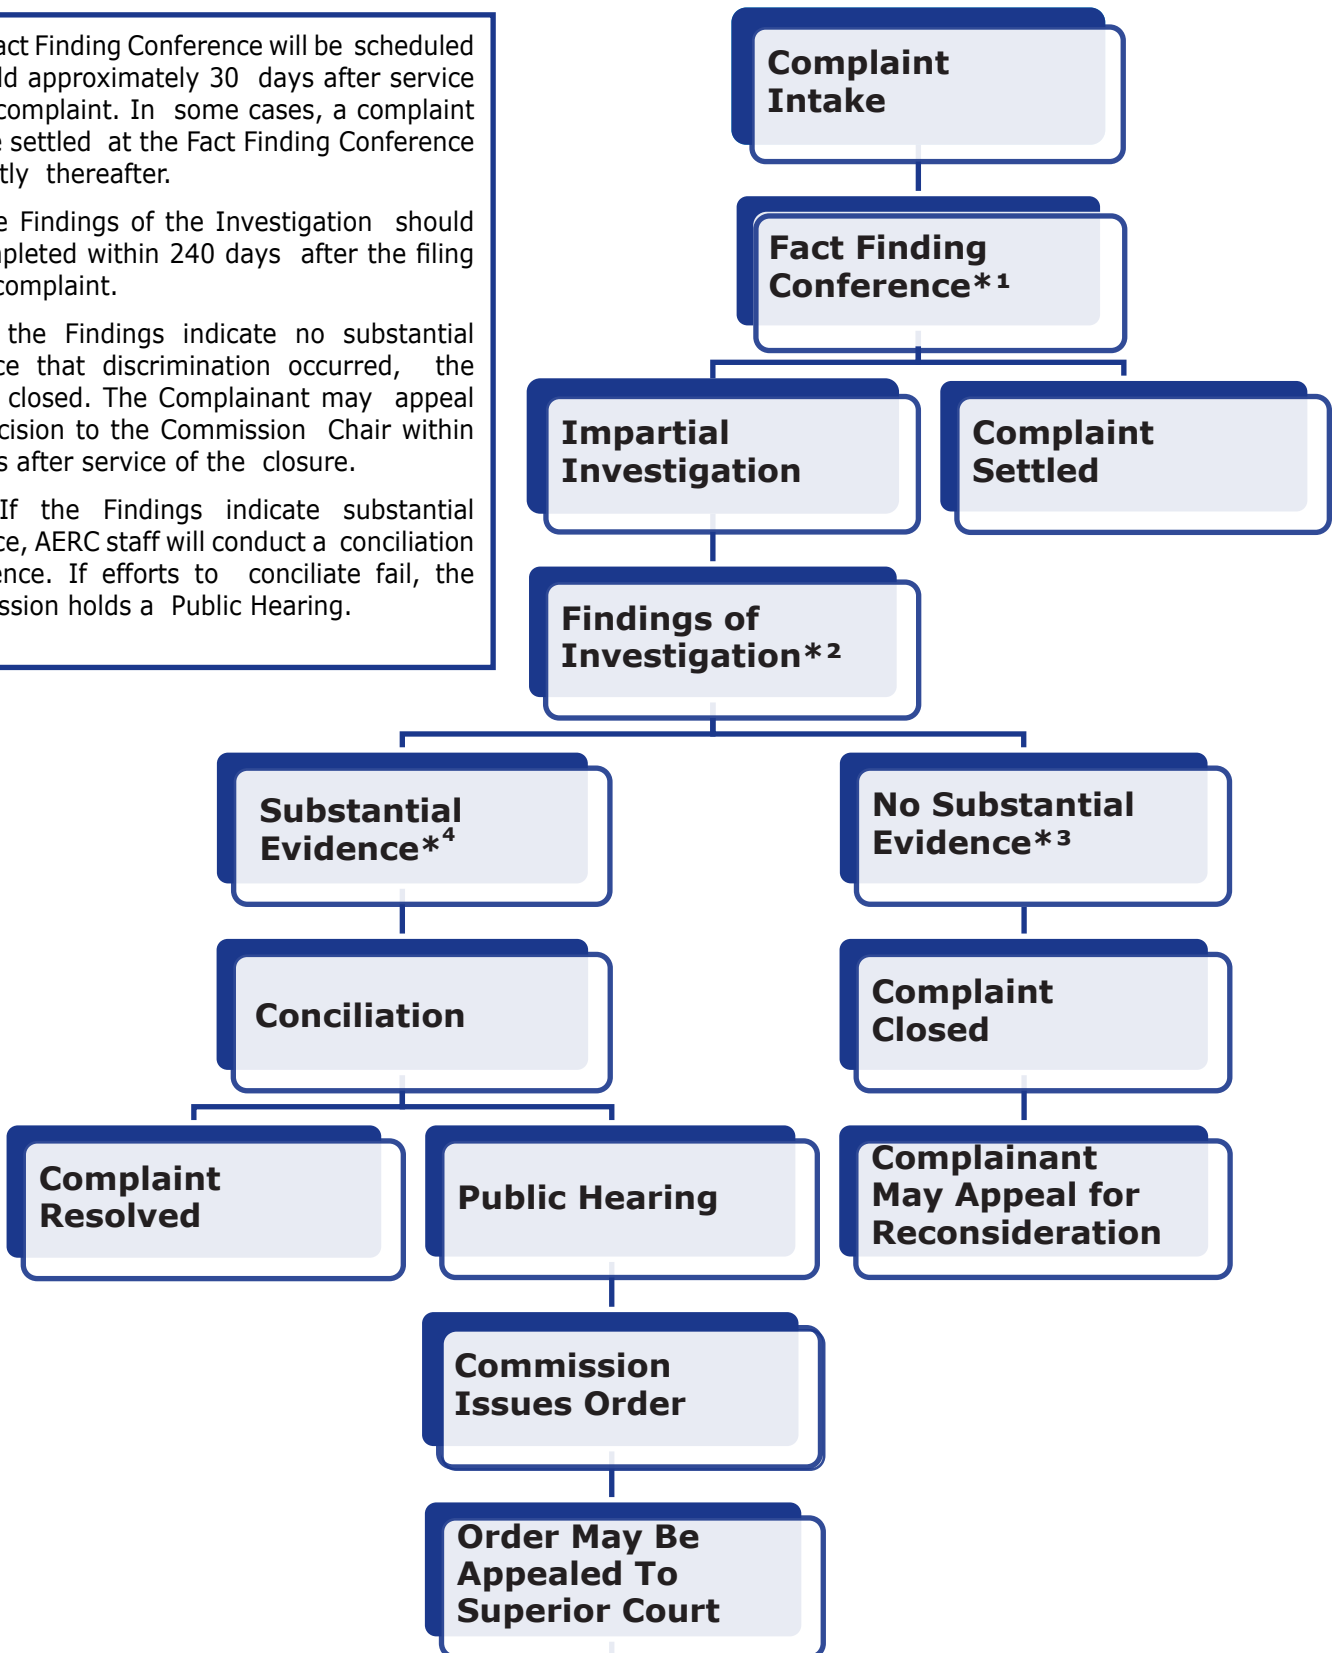 act Finding Conference will be scheduled
ld approximately 30 days after service
complaint. In some cases, a complaint
e settled at the Fact Finding Conference
tly thereafter.
e Findings of the Investigation should
pleted within 240 days after the filing
complaint.
the Findings indicate no substantial
ce that discrimination occurred, the
closed. The Complainant may appeal
cision to the Commission Chair within
s after service of the closure.
If the Findings indicate substantial
ce, AERC staff will conduct a conciliation
ence. If efforts to conciliate fail, the
ssion holds a Public Hearing.
Complaint
Intake
Fact Finding
Conference*¹
Impartial
Investigation
Complaint
Settled
Findings of
Investigation*²
Substantial
Evidence*⁴
No Substantial
Evidence*³
Conciliation
Complaint
Closed
Complaint
Resolved
Public Hearing
Complainant
May Appeal for
Reconsideration
Commission
Issues Order
Order May Be
Appealed To
Superior Court